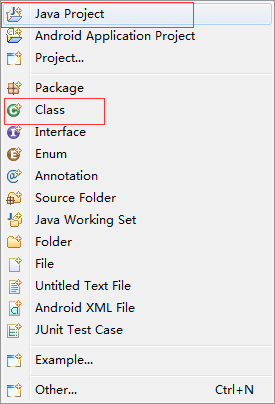 Java Project
Android Application Project
Project...
Package
Class
Interface
Enum
Annotation
Source Folder
Java Working Set
Folder
File
Untitled Text File
Android XML File
JUnit Test Case
Example...
Other... Ctrl+N